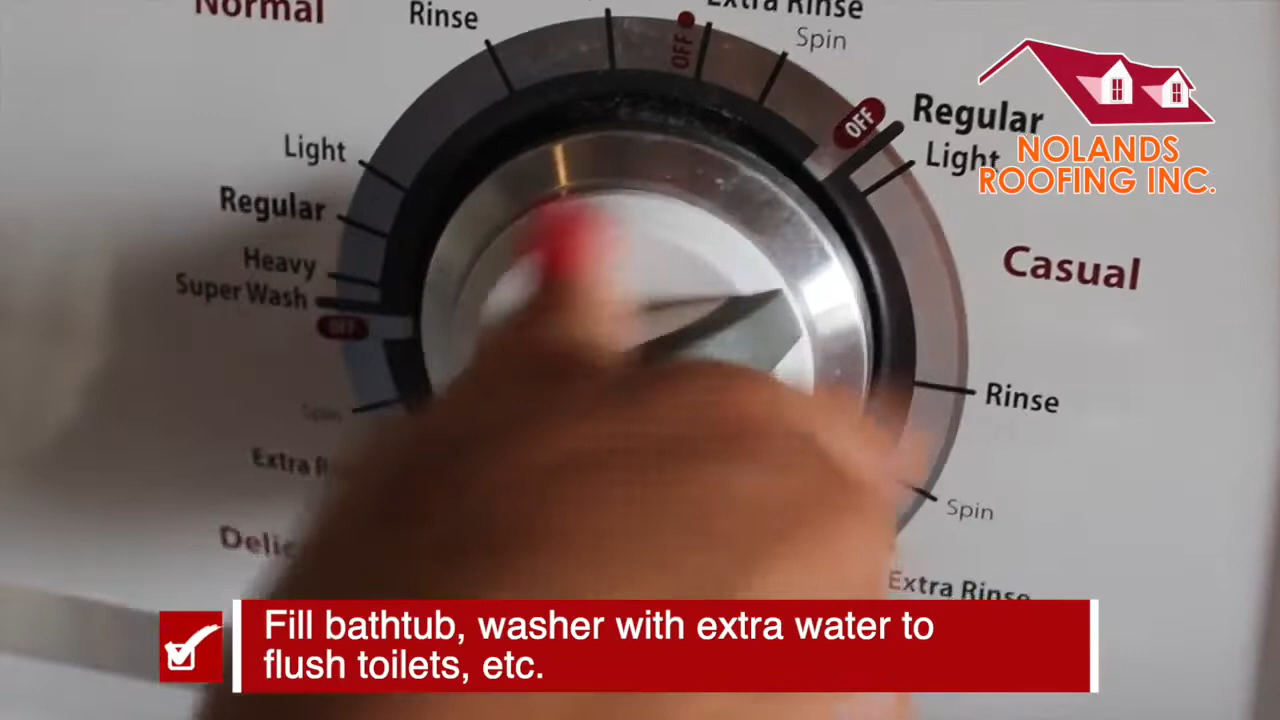 Normal
Rinse
Extra Rinse
Spin
OFF
OFF
Regular
Light
NOLANDS
ROOFING INC.
Light
Regular
Heavy
Super Wash
OFF
Casual
Rinse
Spin
Extra
Spin
Extra Rinse
Fill bathtub, washer with extra water to
flush toilets, etc.